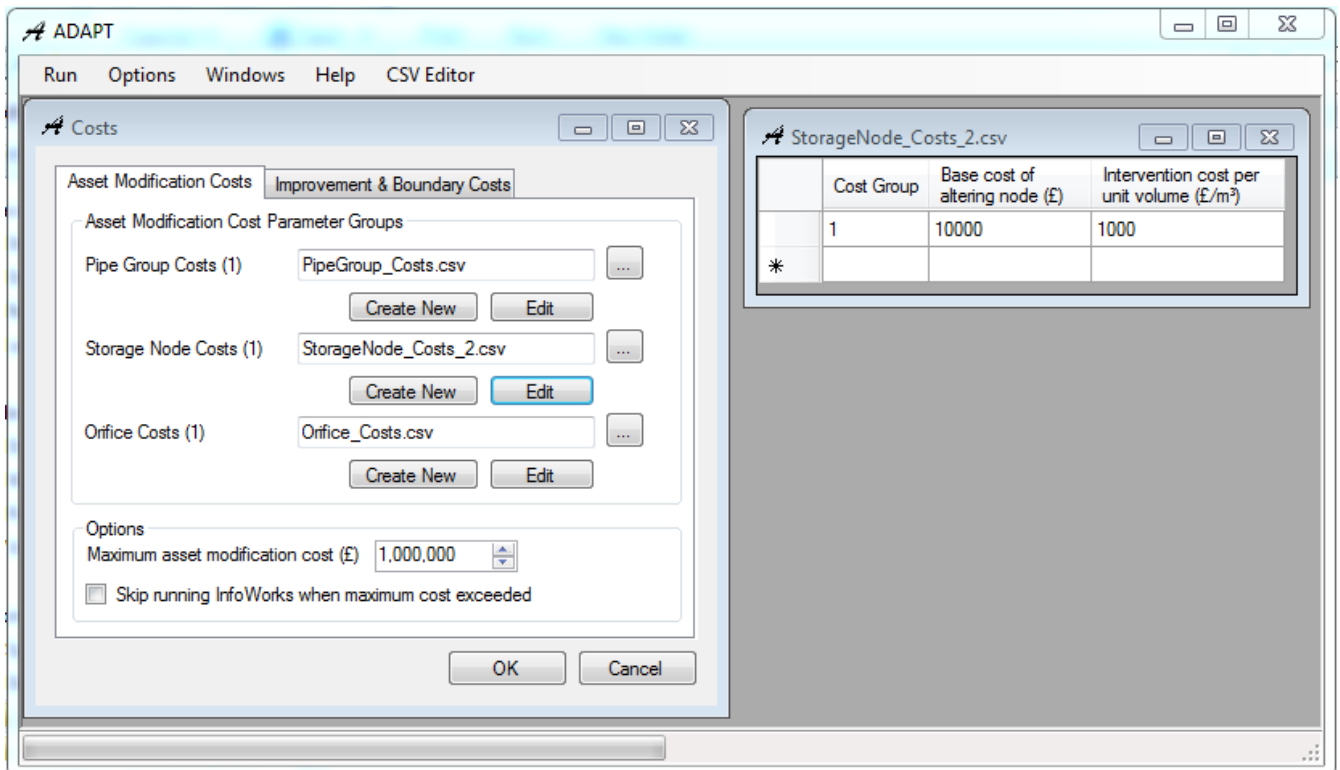 ADAPT
Run Options Windows Help CSV Editor
Costs
Asset Modification Costs Improvement & Boundary Costs
Asset Modification Cost Parameter Groups
Pipe Group Costs (1) PipeGroup_Costs.csv ...
Create New Edit
Storage Node Costs (1) StorageNode_Costs_2.csv ...
Create New Edit
Orifice Costs (1) Orifice_Costs.csv ...
Create New Edit
Options
Maximum asset modification cost (£) 1,000,000
Skip running InfoWorks when maximum cost exceeded
OK Cancel
StorageNode_Costs_2.csv
Cost Group Base cost of altering node (£) Intervention cost per unit volume (£/m³)
1 10000 1000